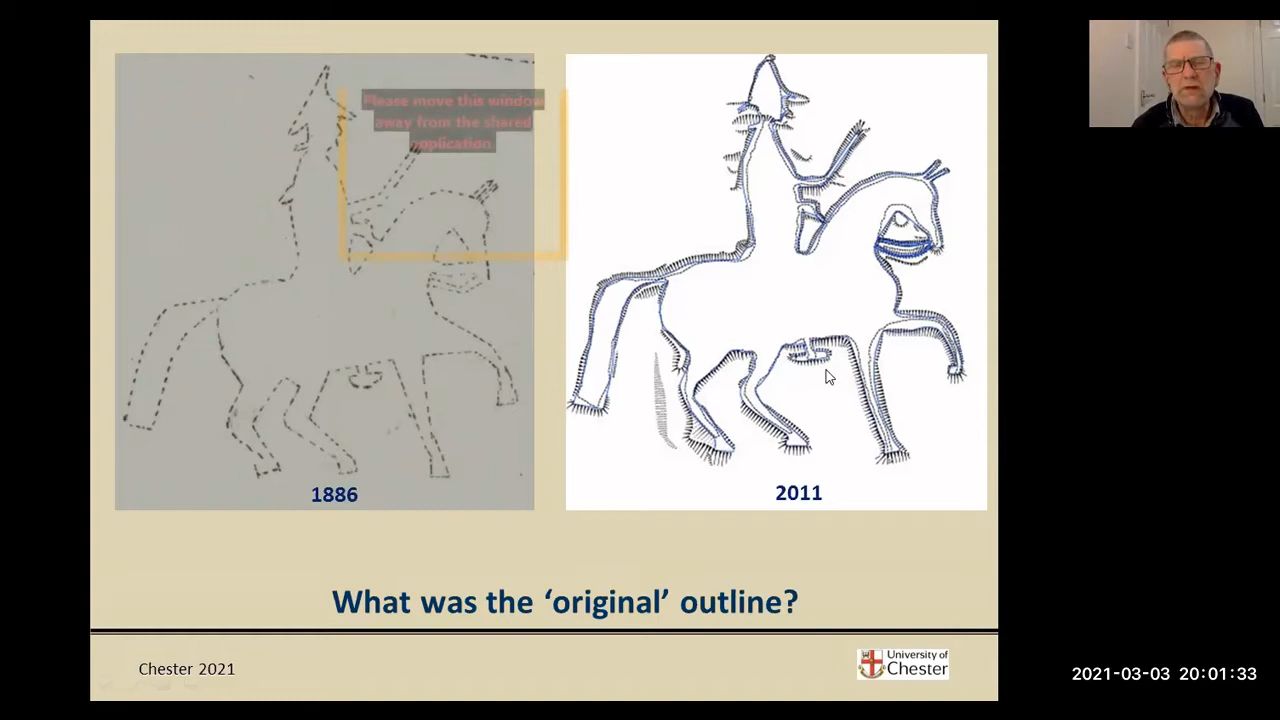 Please move this window
away from the shared
application
1886
2011
What was the ‘original’ outline?
Chester 2021
University of
Chester
2021-03-03 20:01:33